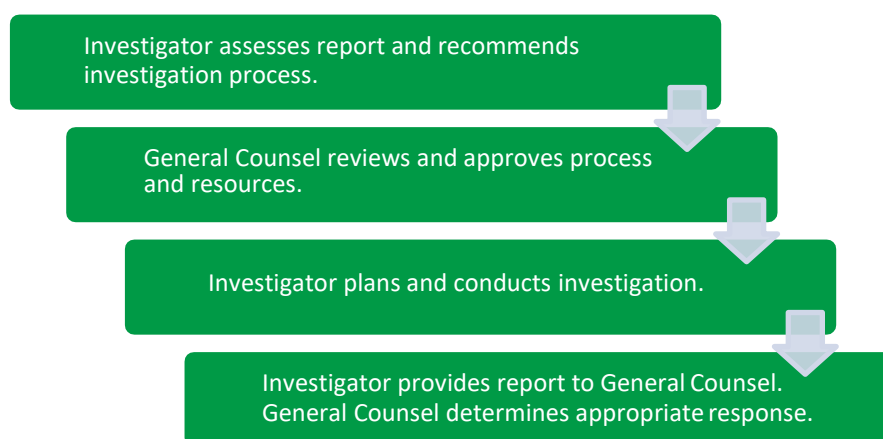 Investigator assesses report and recommends
investigation process.
General Counsel reviews and approves process
and resources.
Investigator plans and conducts investigation.
Investigator provides report to General Counsel.
General Counsel determines appropriate response.